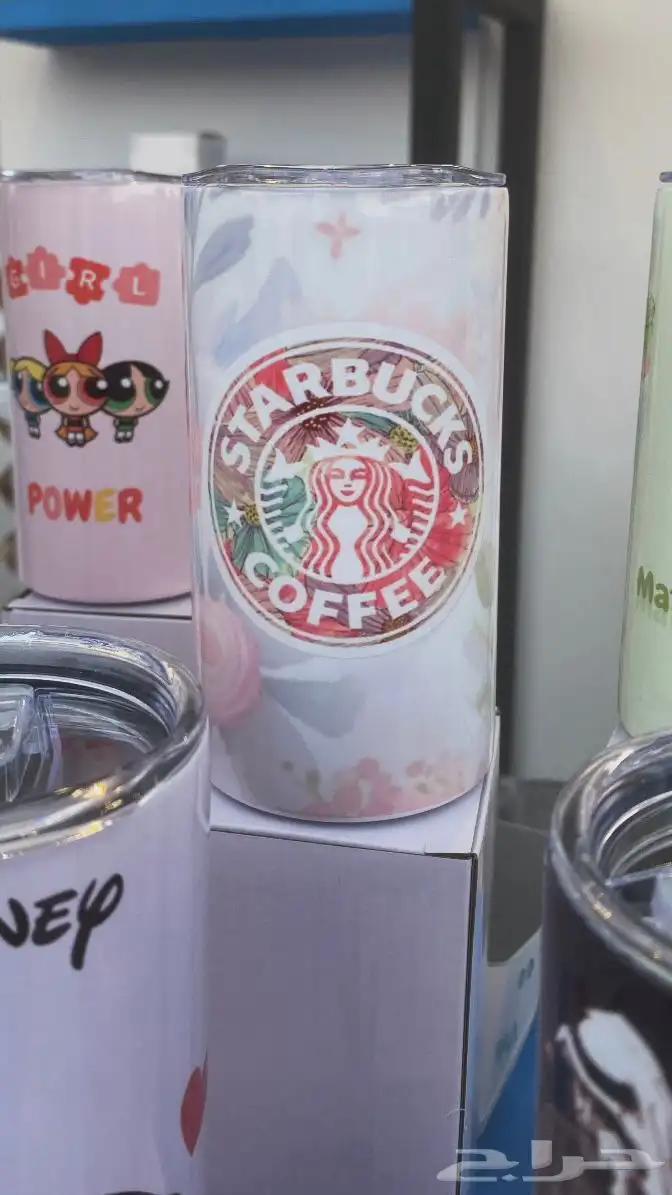 GIRL
POWER
STARBUCKS
COFFEE
Ma
NEY
حراج